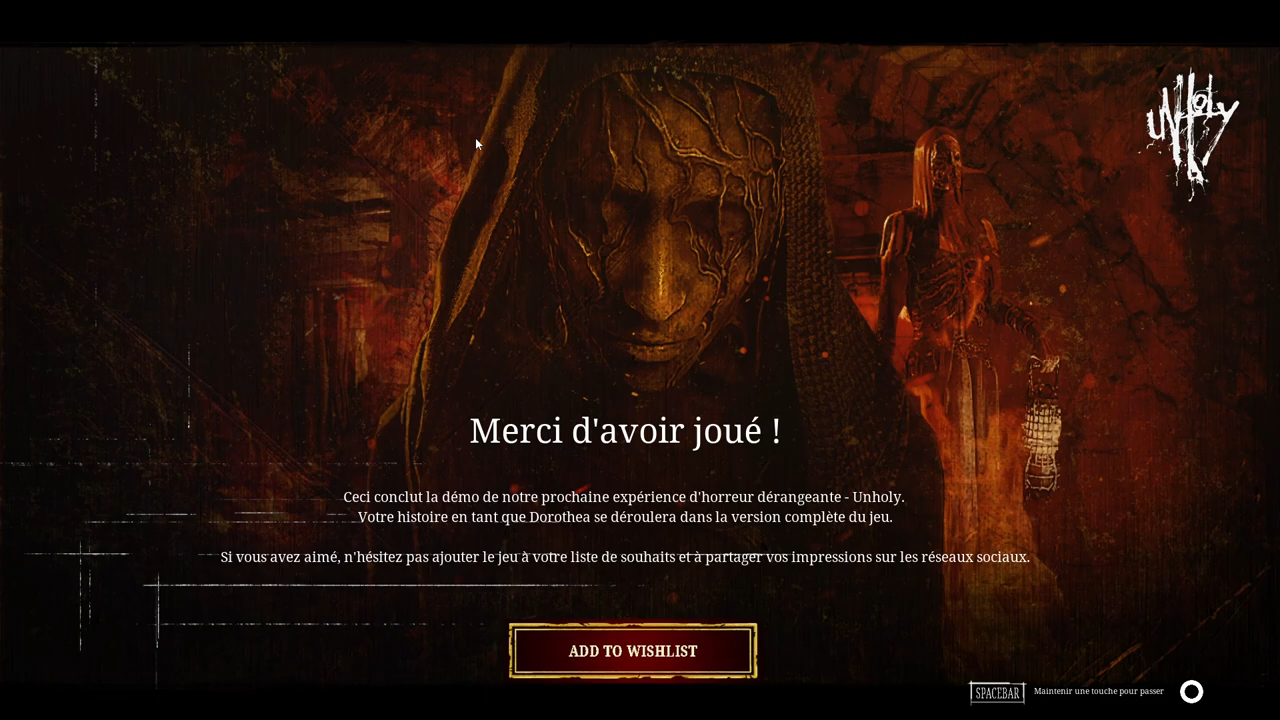 UNHOLY
Merci d'avoir joué !
Ceci conclut la démo de notre prochaine expérience d'horreur dérangeante - Unholy.
Votre histoire en tant que Dorothea se déroulera dans la version complète du jeu.
Si vous avez aimé, n'hésitez pas ajouter le jeu à votre liste de souhaits et à partager vos impressions sur les réseaux sociaux.
ADD TO WISHLIST
SPACEBAR Maintenir une touche pour passer